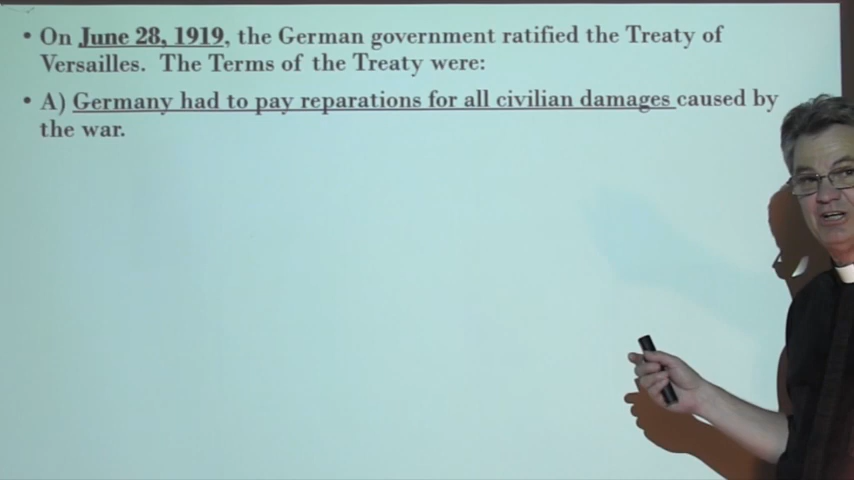 • On June 28, 1919, the German government ratified the Treaty of
Versailles. The Terms of the Treaty were:
• A) Germany had to pay reparations for all civilian damages caused by
the war.